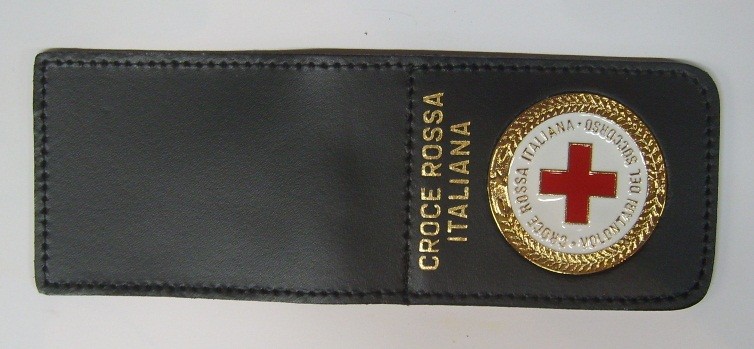 CROCE ROSSA
ITALIANA
CROCE ROSSA ITALIANA • VOLONTARI DEL SOCCORSO •